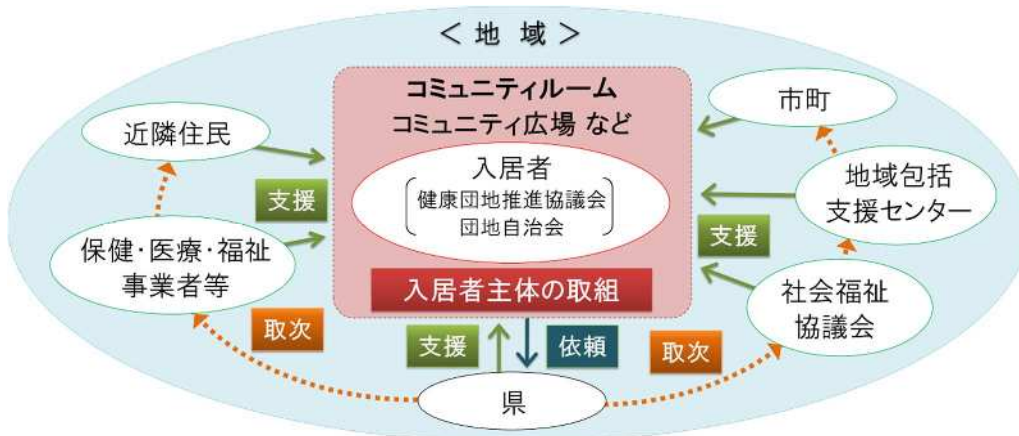 ＜ 地 域 ＞
コミュニティルーム
コミュニティ広場 など
入居者
健康団地推進協議会
団地自治会
入居者主体の取組
近隣住民
支援
保健・医療・福祉
事業者等
取次
市町
地域包括
支援センター
支援
社会福祉
協議会
取次
支援
依頼
県